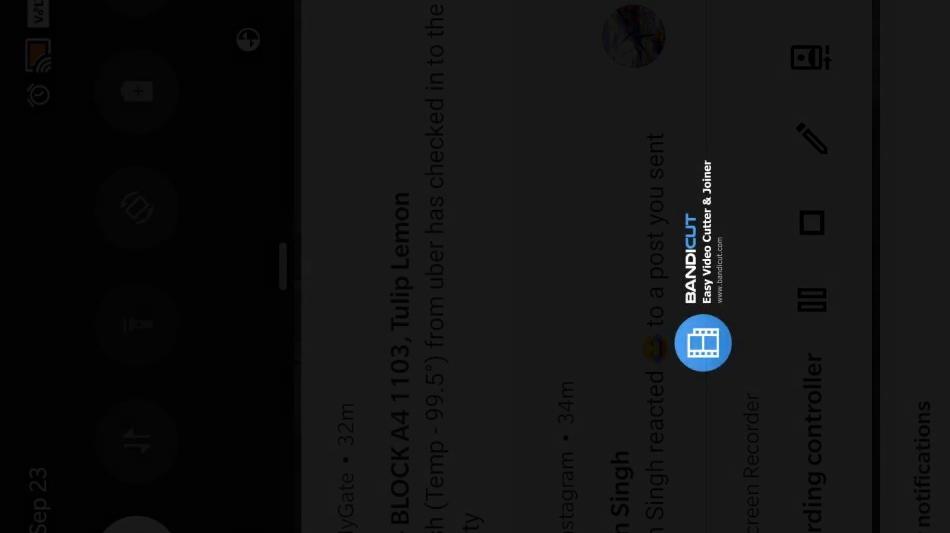 Sep 23
VoLTE
yGate • 32m
BLOCK A4 1103, Tulip Lemon
h (Temp - 99.5°) from uber has checked in to the
ty
stagram • 34m
n Singh
n Singh reacted 😂 to a post you sent
BANDICUT
Easy Video Cutter & Joiner
www.bandicut.com
creen Recorder
rding controller
notifications